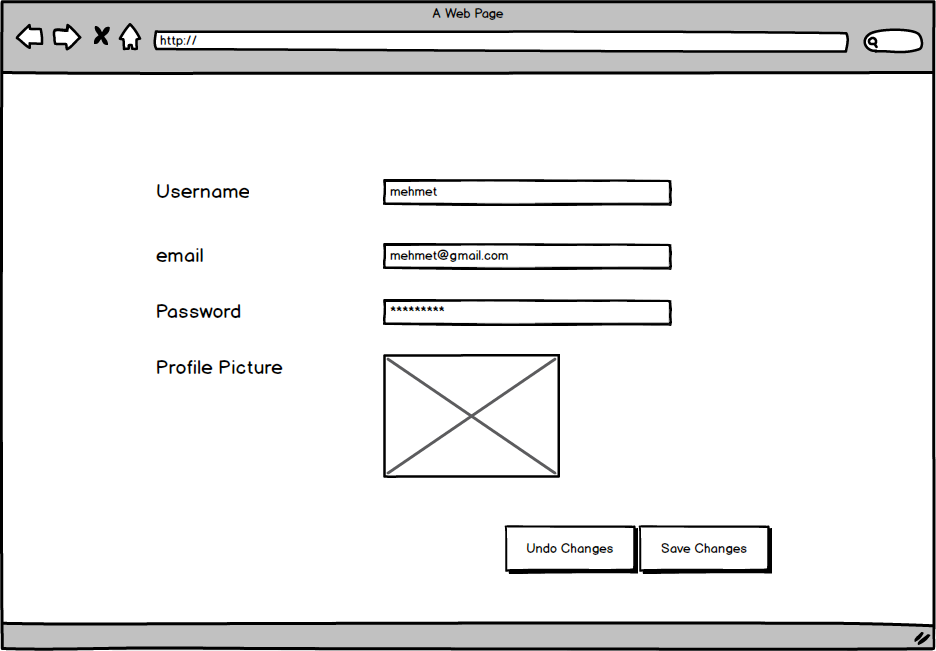 A Web Page
http://
Username
mehmet
email
mehmet@gmail.com
Password
*********
Profile Picture
Undo Changes
Save Changes